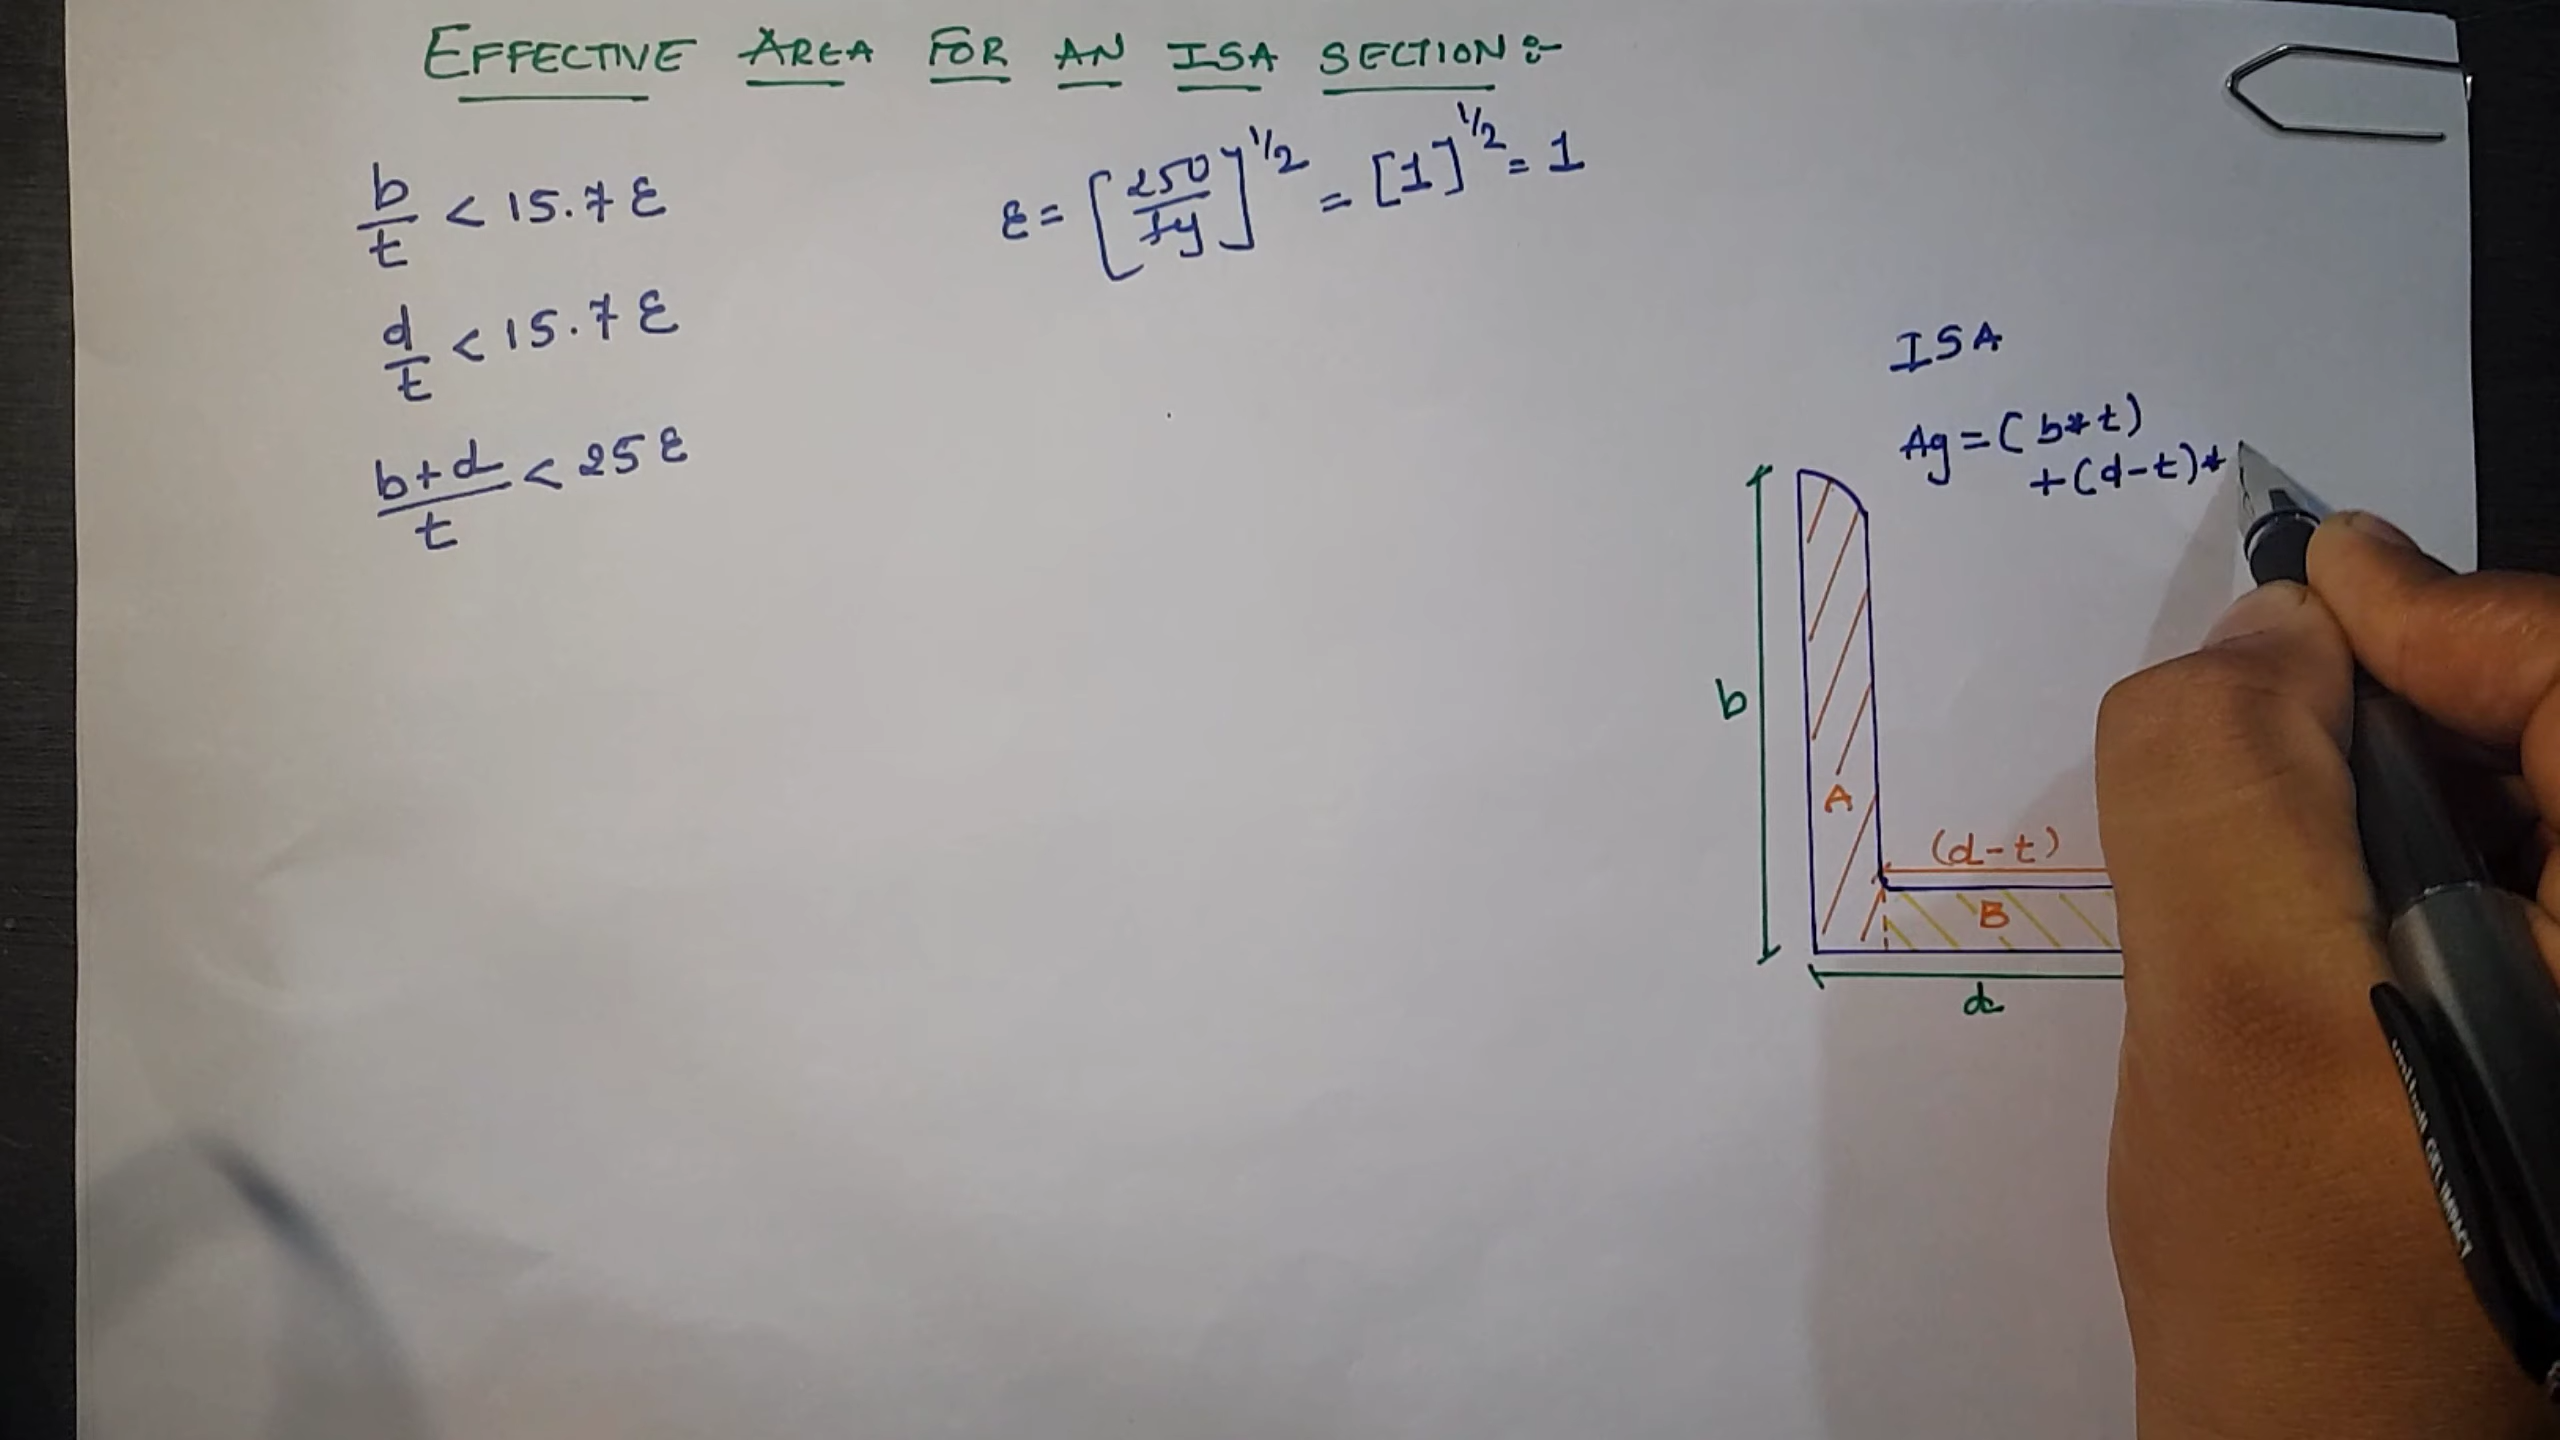 EFFECTIVE AREA FOR AN ISA SECTION :-
b/t < 15.7 ε
ε = [250/fy]^1/2 = [1]^1/2 = 1
d/t < 15.7 ε
b+d/t < 25 ε
ISA
Ag = (b*t)
+(d-t)*
b
A
(d-t)
B
d